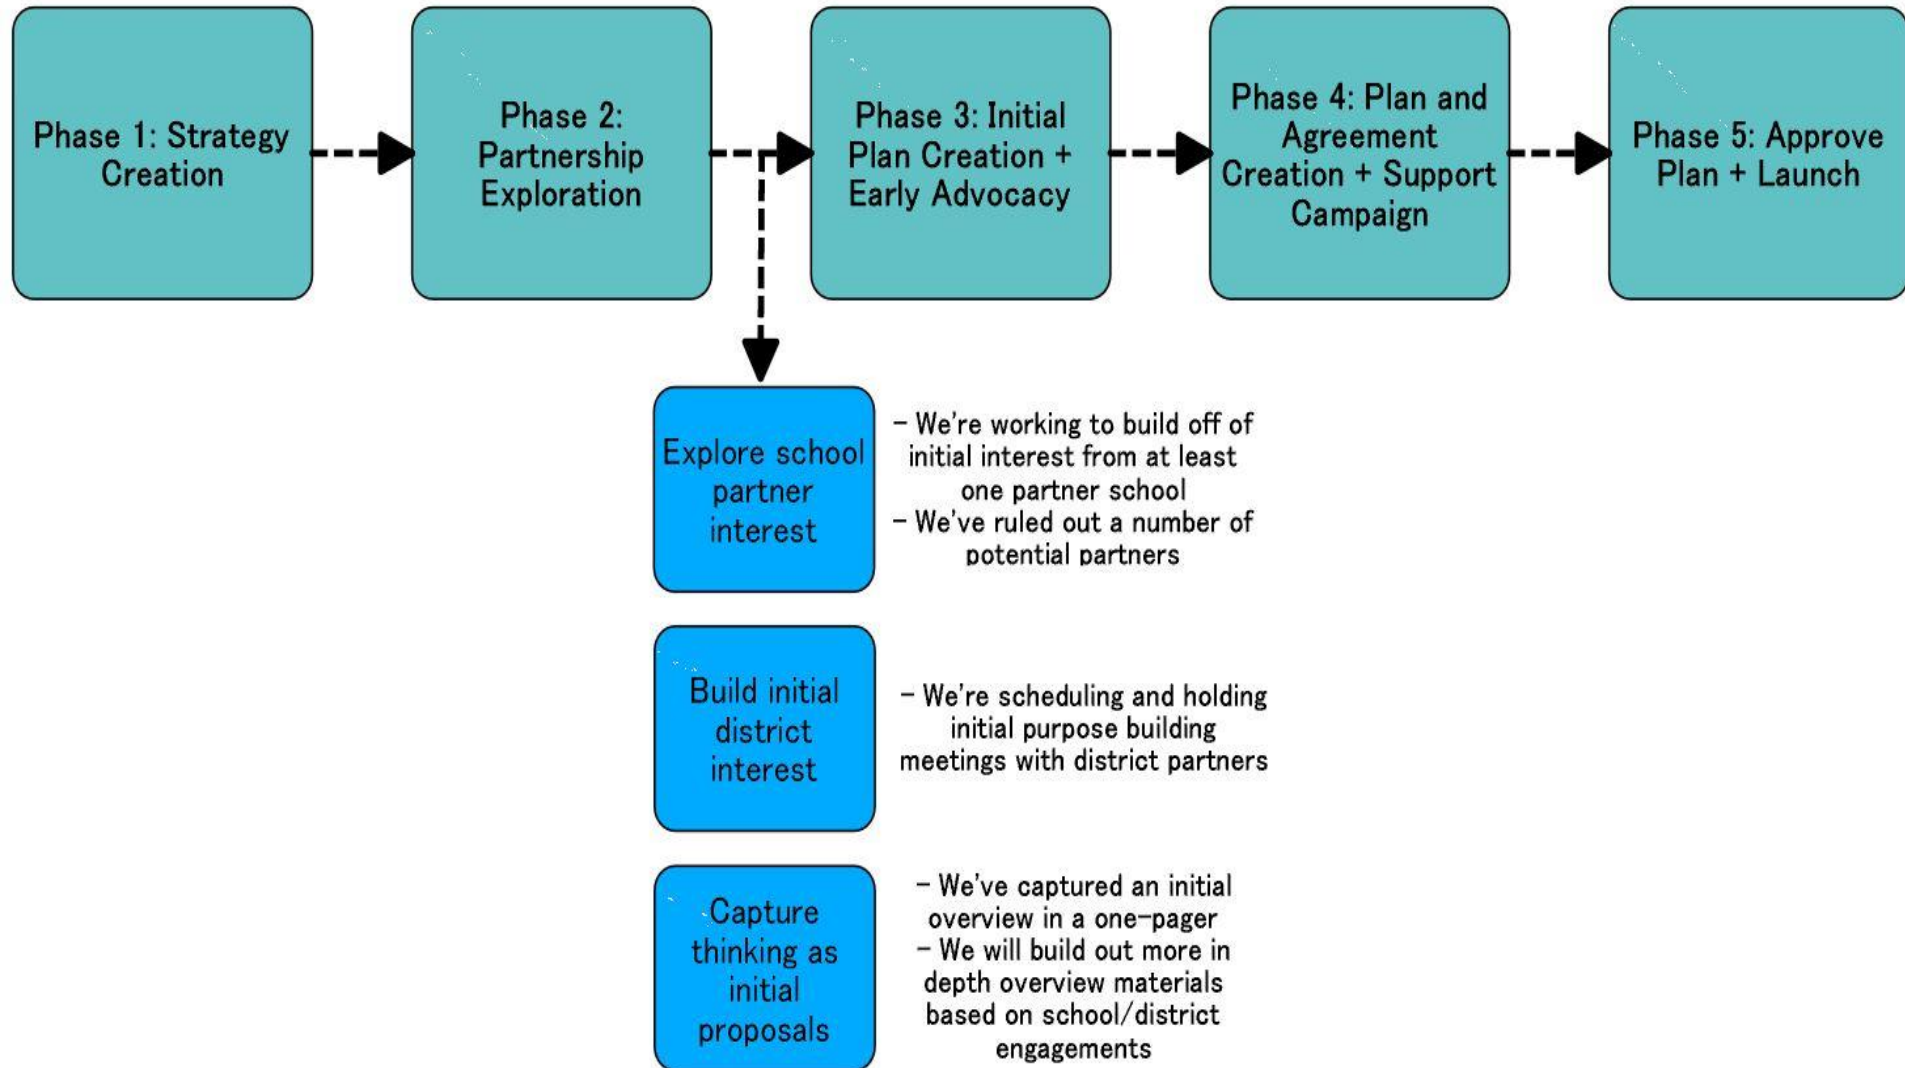 Phase 1: Strategy
Creation
Phase 2:
Partnership
Exploration
Phase 3: Initial
Plan Creation +
Early Advocacy
Phase 4: Plan and
Agreement
Creation + Support
Campaign
Phase 5: Approve
Plan + Launch
Explore school
partner
interest
- We're working to build off of
initial interest from at least
one partner school
- We've ruled out a number of
potential partners
Build initial
district
interest
- We're scheduling and holding
initial purpose building
meetings with district partners
Capture
thinking as
initial
proposals
- We've captured an initial
overview in a one-pager
- We will build out more in
depth overview materials
based on school/district
engagements